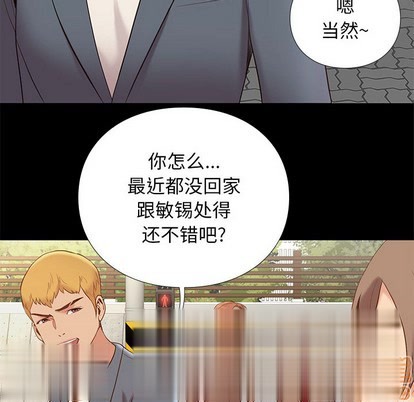 嗯
当然~
你怎么...
最近都没回家
跟敏锡处得
还不错吧?